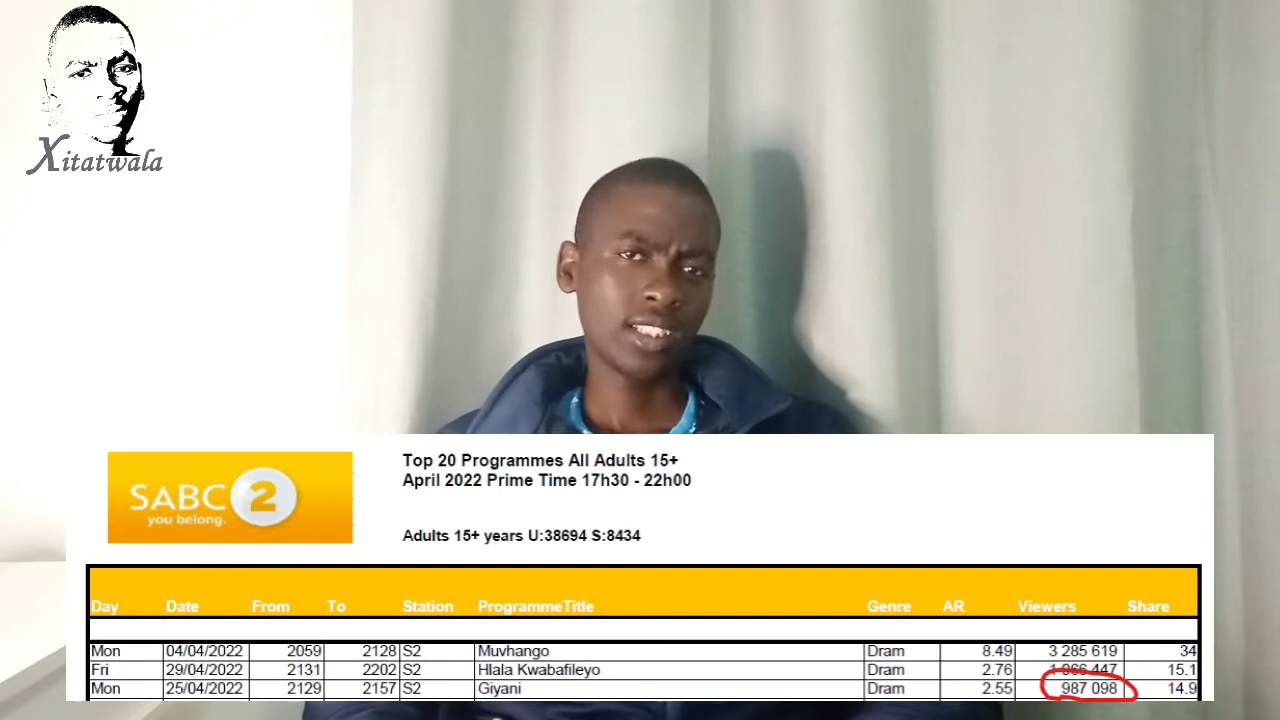 Xitatwala
SABC 2
you belong.
Top 20 Programmes All Adults 15+
April 2022 Prime Time 17h30 - 22h00
Adults 15+ years U:38694 S:8434
Day Date From To Station ProgrammeTitle Genre AR Viewers Share
Mon 04/04/2022 2059 2128 S2 Muvhango Dram 8.49 3 285 619 34
Fri 29/04/2022 2131 2202 S2 Hlala Kwabafileyo Dram 2.76 1 066 447 15.1
Mon 25/04/2022 2129 2157 S2 Giyani Dram 2.55 987 098 14.9